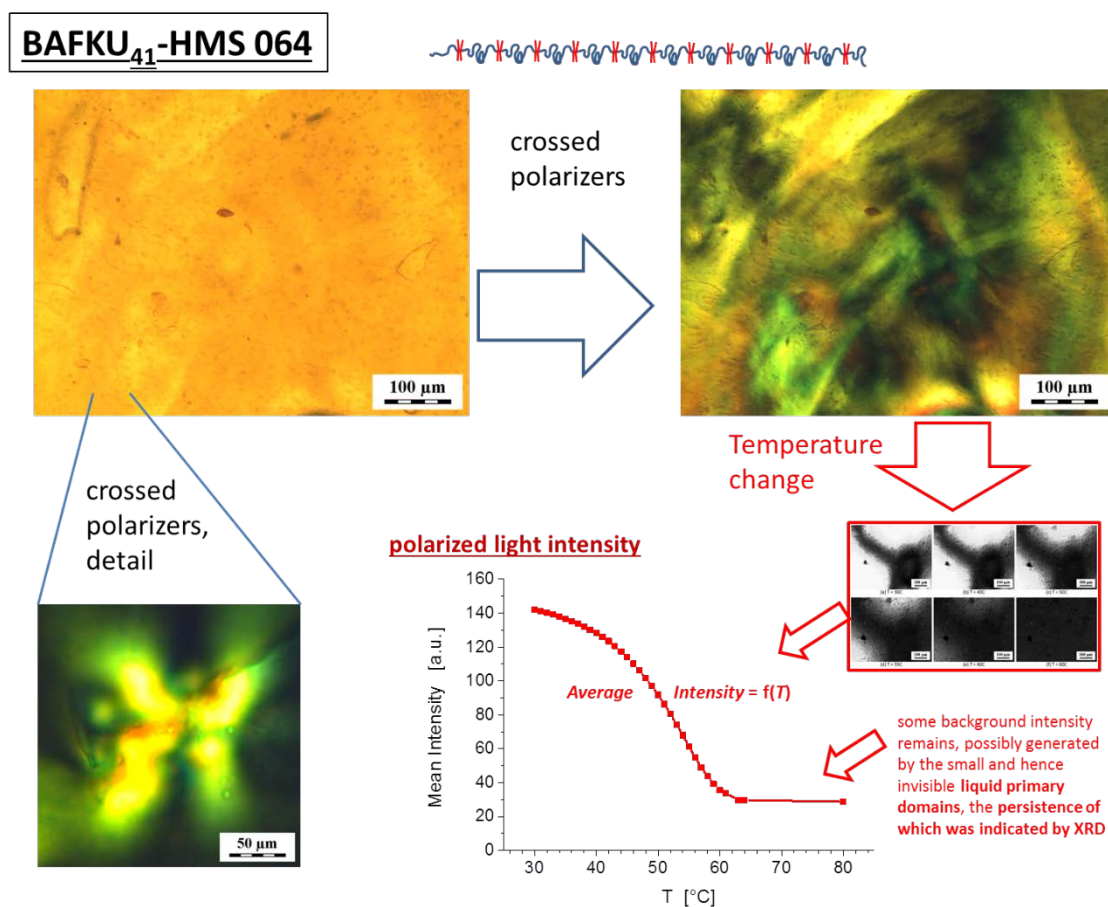 BAFKU41-HMS 064
crossed
polarizers
100 µm
100 µm
Temperature
change
crossed
polarizers,
detail
polarized light intensity
160
140
120
100
80
60
40
20
0
Mean Intensity [a.u.]
Average Intensity = f(T)
30 40 50 60 70 80
T [°C]
some background intensity
remains, possibly generated
by the small and hence
invisible liquid primary
domains, the persistence of
which was indicated by XRD
50 µm